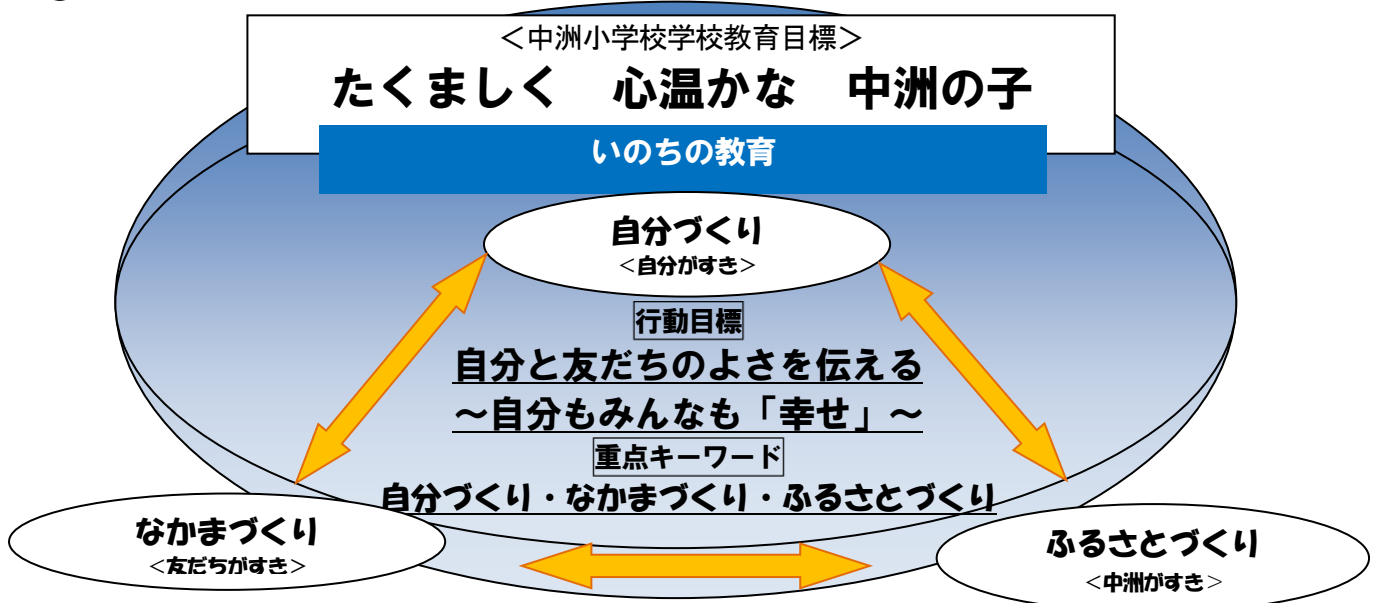 ＜中洲小学校学校教育目標＞
たくましく　心温かな　中洲の子
いのちの教育
自分づくり
＜自分がすき＞
行動目標
自分と友だちのよさを伝える
～自分もみんなも「幸せ」～
重点キーワード
自分づくり・なかまづくり・ふるさとづくり
なかまづくり
＜友だちがすき＞
ふるさとづくり
＜中洲がすき＞